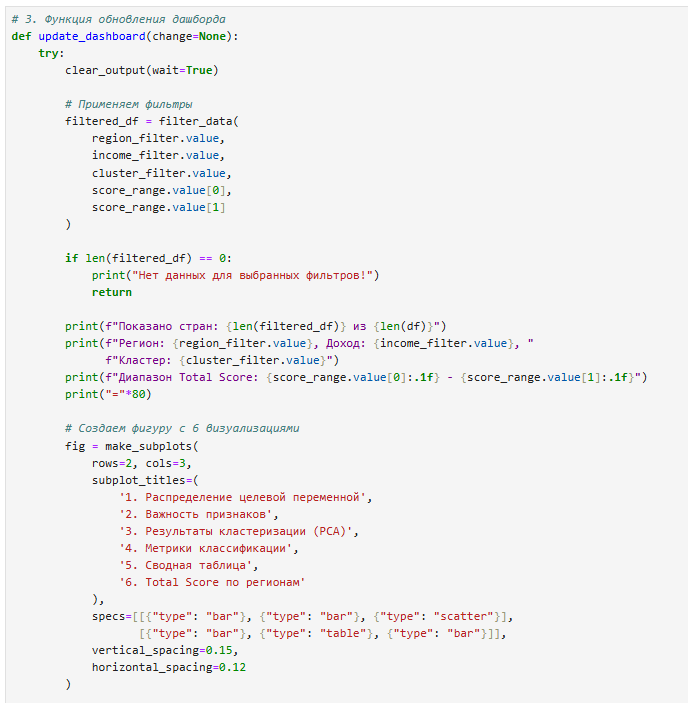 # 3. Функция обновления дашборда
def update_dashboard(change=None):
    try:
        clear_output(wait=True)

        # Применяем фильтры
        filtered_df = filter_data(
            region_filter.value,
            income_filter.value,
            cluster_filter.value,
            score_range.value[0],
            score_range.value[1]
        )

        if len(filtered_df) == 0:
            print("Нет данных для выбранных фильтров!")
            return

        print(f"Показано стран: {len(filtered_df)} из {len(df)}")
        print(f"Регион: {region_filter.value}, Доход: {income_filter.value}, "
              f"Кластер: {cluster_filter.value}")
        print(f"Диапазон Total Score: {score_range.value[0]:.1f} - {score_range.value[1]:.1f}")
        print("="*80)

        # Создаем фигуру с 6 визуализациями
        fig = make_subplots(
            rows=2, cols=3,
            subplot_titles=(
                '1. Распределение целевой переменной',
                '2. Важность признаков',
                '3. Результаты кластеризации (PCA)',
                '4. Метрики классификации',
                '5. Сводная таблица',
                '6. Total Score по регионам'
            ),
            specs=[[{"type": "bar"}, {"type": "bar"}, {"type": "scatter"}],
                   [{"type": "bar"}, {"type": "table"}, {"type": "bar"}]],
            vertical_spacing=0.15,
            horizontal_spacing=0.12
        )